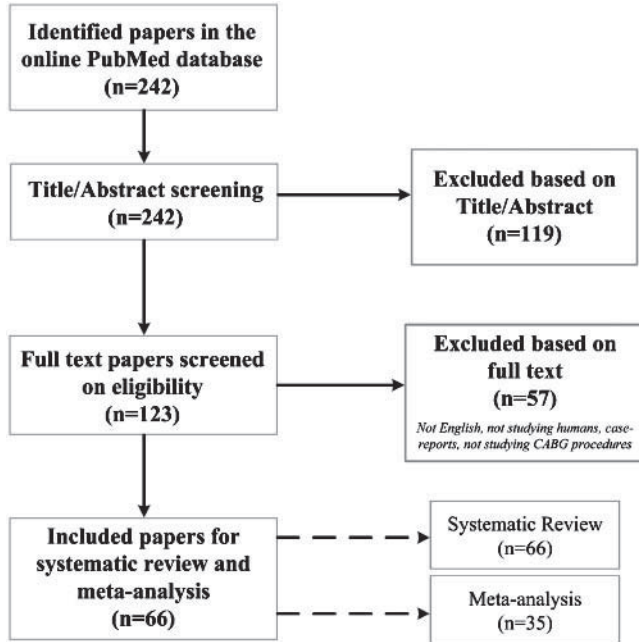 Identified papers in the
online PubMed database
(n=242)
Title/Abstract screening
(n=242)
Excluded based on
Title/Abstract
(n=119)
Full text papers screened
on eligibility
(n=123)
Excluded based on
full text
(n=57)
Not English, not studying humans, case-
reports, not studying CABG procedures
Included papers for
systematic review and
meta-analysis
(n=66)
Systematic Review
(n=66)
Meta-analysis
(n=35)